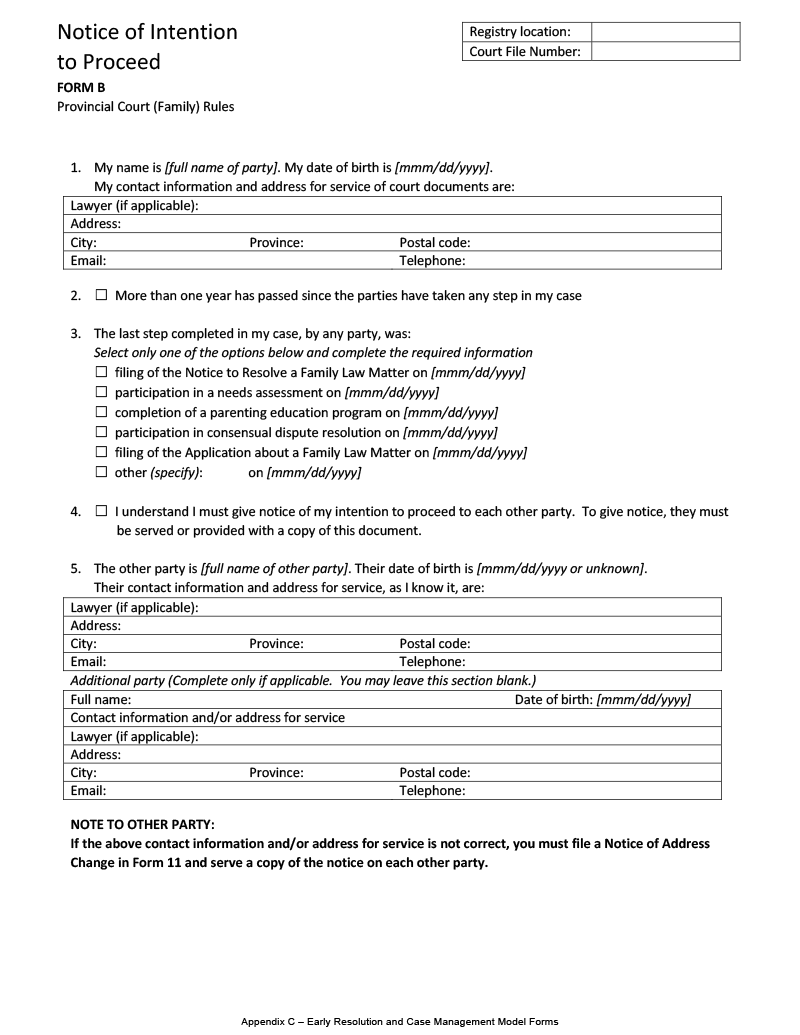 Notice of Intention
to Proceed
FORM B
Provincial Court (Family) Rules
Registry location:
Court File Number:
1. My name is [full name of party]. My date of birth is [mmm/dd/yyyy].
My contact information and address for service of court documents are:
Lawyer (if applicable):
Address:
City: Province: Postal code:
Email: Telephone:
2. ☐ More than one year has passed since the parties have taken any step in my case
3. The last step completed in my case, by any party, was:
Select only one of the options below and complete the required information
☐ filing of the Notice to Resolve a Family Law Matter on [mmm/dd/yyyy]
☐ participation in a needs assessment on [mmm/dd/yyyy]
☐ completion of a parenting education program on [mmm/dd/yyyy]
☐ participation in consensual dispute resolution on [mmm/dd/yyyy]
☐ filing of the Application about a Family Law Matter on [mmm/dd/yyyy]
☐ other (specify): on [mmm/dd/yyyy]
4. ☐ I understand I must give notice of my intention to proceed to each other party. To give notice, they must
be served or provided with a copy of this document.
5. The other party is [full name of other party]. Their date of birth is [mmm/dd/yyyy or unknown].
Their contact information and address for service, as I know it, are:
Lawyer (if applicable):
Address:
City: Province: Postal code:
Email: Telephone:
Additional party (Complete only if applicable. You may leave this section blank.)
Full name: Date of birth: [mmm/dd/yyyy]
Contact information and/or address for service
Lawyer (if applicable):
Address:
City: Province: Postal code:
Email: Telephone:
NOTE TO OTHER PARTY:
If the above contact information and/or address for service is not correct, you must file a Notice of Address
Change in Form 11 and serve a copy of the notice on each other party.
Appendix C – Early Resolution and Case Management Model Forms